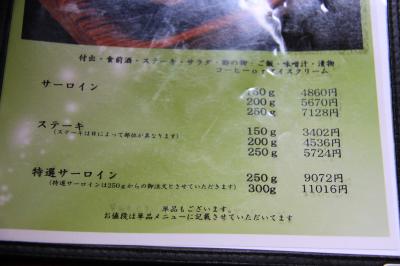 付出・食前酒・ステーキ・サラダ・酢の物・ご飯・味噌汁・漬物
コーヒーorアイスクリーム
サーロイン
150g 4860円
200g 5670円
250g 7128円
ステーキ
(ステーキは日によって部位が異なります)
150g 3402円
200g 4536円
250g 5724円
特選サーロイン
(特選サーロインは250gからの御注文とさせていただきます)
250g 9072円
300g 11016円
単品もございます。
お値段は単品メニューに記載させていただいてます